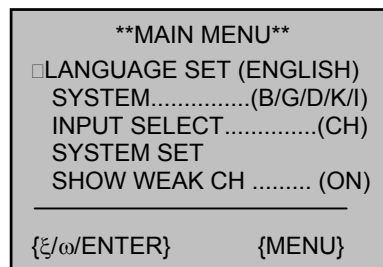 **MAIN MENU**
□LANGUAGE SET (ENGLISH)
SYSTEM...............(B/G/D/K/I)
INPUT SELECT..............(CH)
SYSTEM SET
SHOW WEAK CH ......... (ON)
{ξ/ω/ENTER} {MENU}